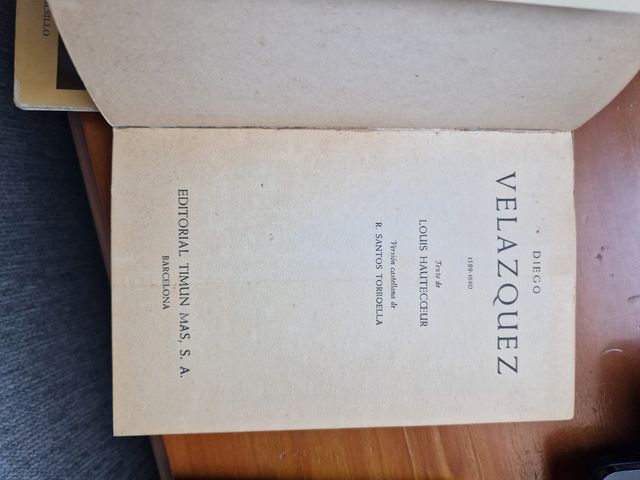 DIEGO
VELAZQUEZ
1599-1660
Texto de
LOUIS HAUTECŒUR
Versión castellana de
R. SANTOS TORROELLA
EDITORIAL TIMUN MAS, S. A.
BARCELONA